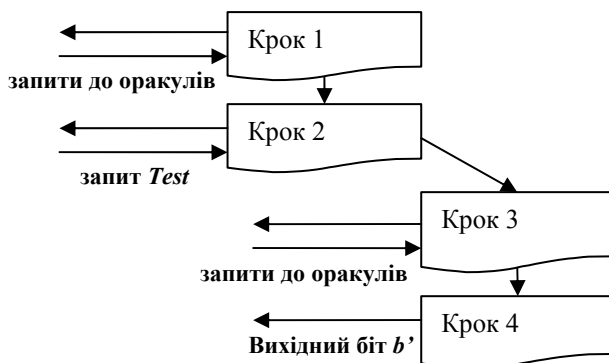 Крок 1
запити до оракулів
Крок 2
запит Test
Крок 3
запити до оракулів
Крок 4
Вихідний біт b’